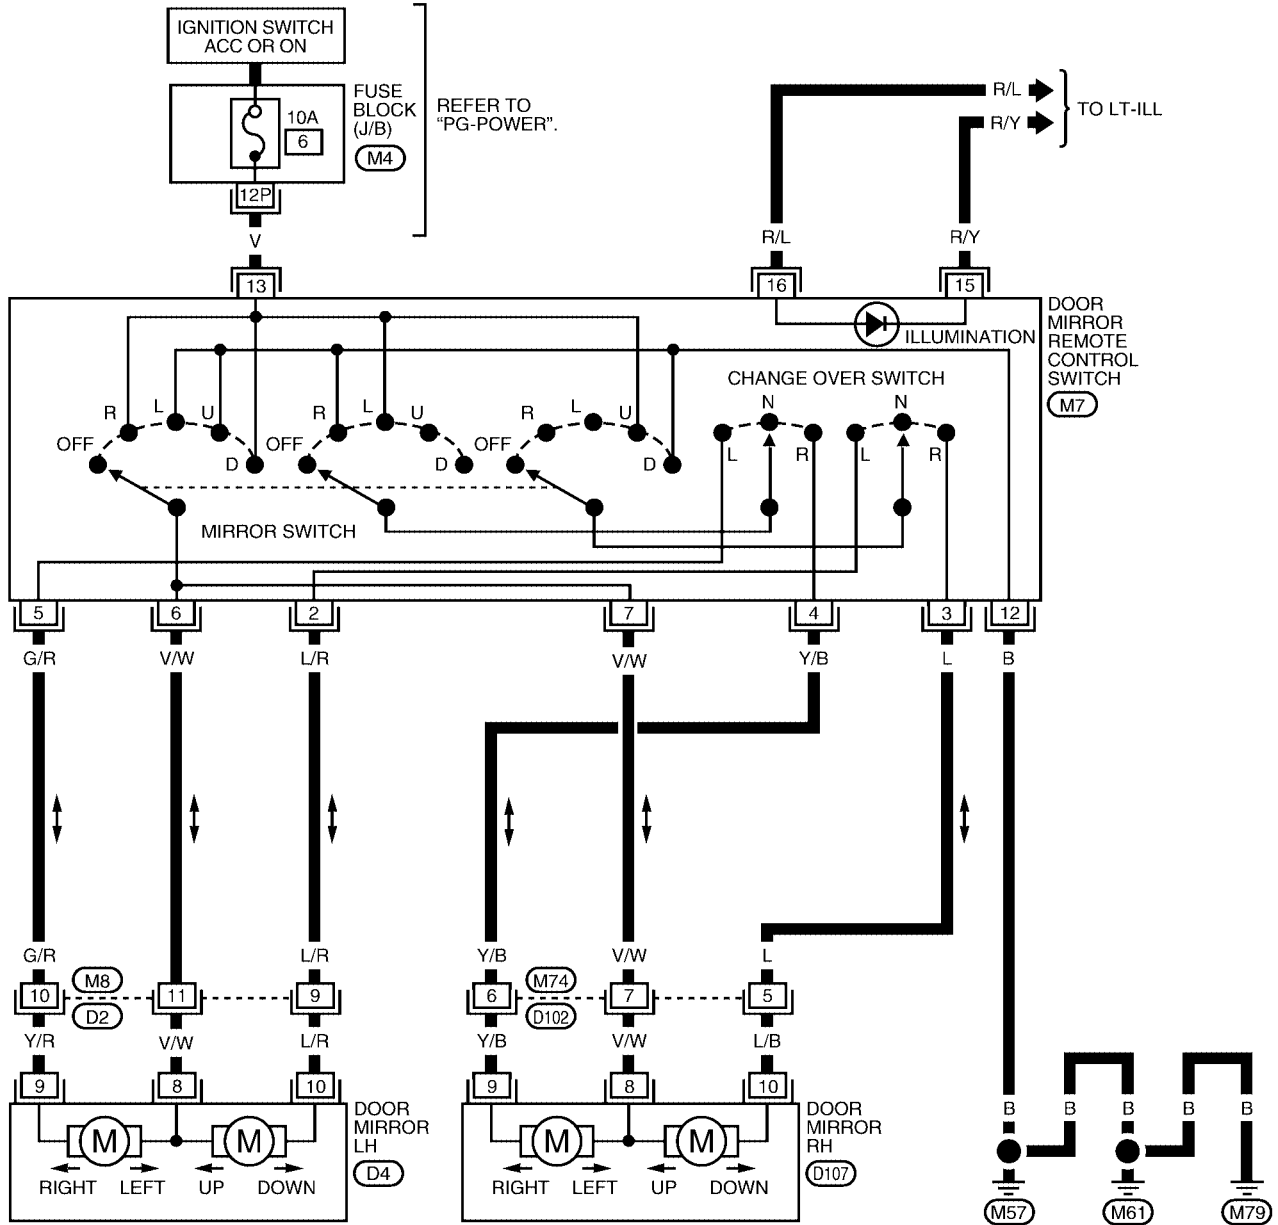 IGNITION SWITCH
ACC OR ON
FUSE
BLOCK
(J/B)
M4
10A
6
12P
V
REFER TO
“PG-POWER”.
R/L
R/Y
TO LT-ILL
R/L
R/Y
13
16
15
DOOR
MIRROR
REMOTE
CONTROL
SWITCH
M7
ILLUMINATION
CHANGE OVER SWITCH
OFF
R
L
U
D
OFF
R
L
U
D
OFF
R
L
U
D
L
N
R
L
N
R
MIRROR SWITCH
5
6
2
7
4
3
12
G/R
V/W
L/R
V/W
Y/B
L
B
G/R
L/R
Y/B
V/W
L
10
M8
D2
11
9
6
M74
D102
7
5
Y/R
V/W
L/R
Y/B
V/W
L/B
9
8
10
9
8
10
M
M
M
M
DOOR
MIRROR
LH
D4
DOOR
MIRROR
RH
D107
RIGHT
LEFT
UP
DOWN
RIGHT
LEFT
UP
DOWN
B
B
B
B
B
M57
M61
M79